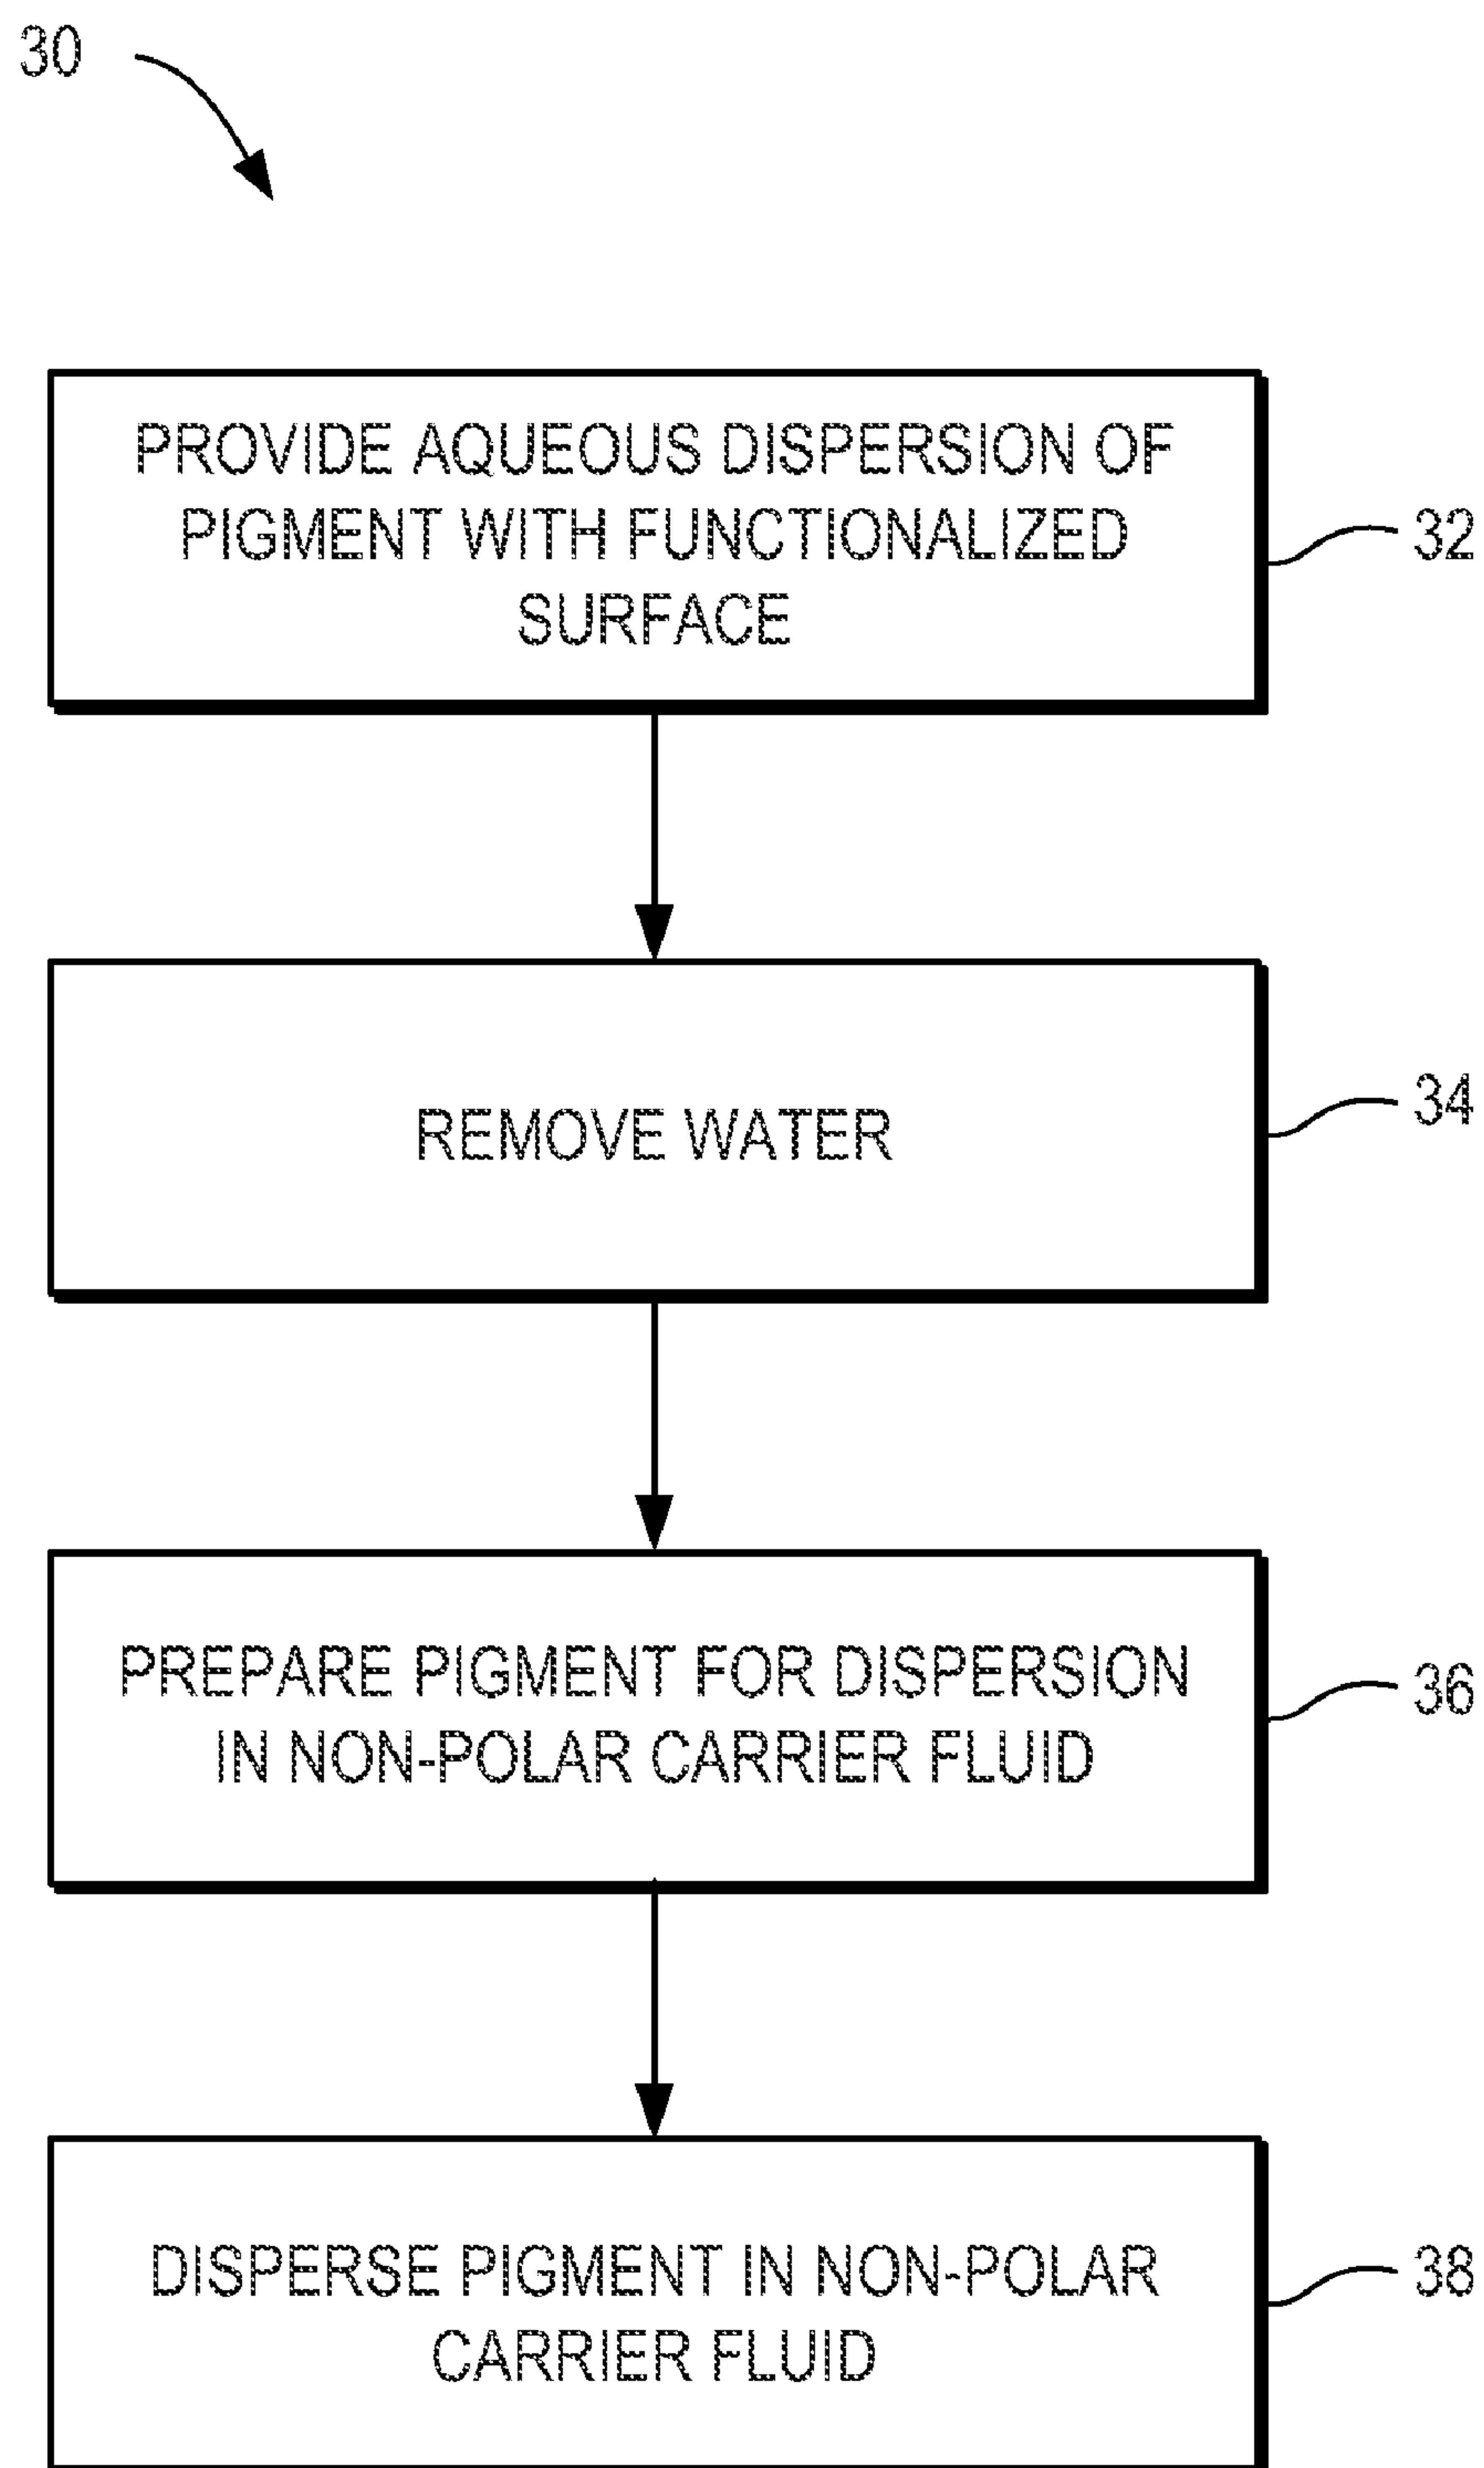 30
PROVIDE AQUEOUS DISPERSION OF
PIGMENT WITH FUNCTIONALIZED
SURFACE
32
REMOVE WATER
34
PREPARE PIGMENT FOR DISPERSION
IN NON-POLAR CARRIER FLUID
36
DISPERSE PIGMENT IN NON-POLAR
CARRIER FLUID
38